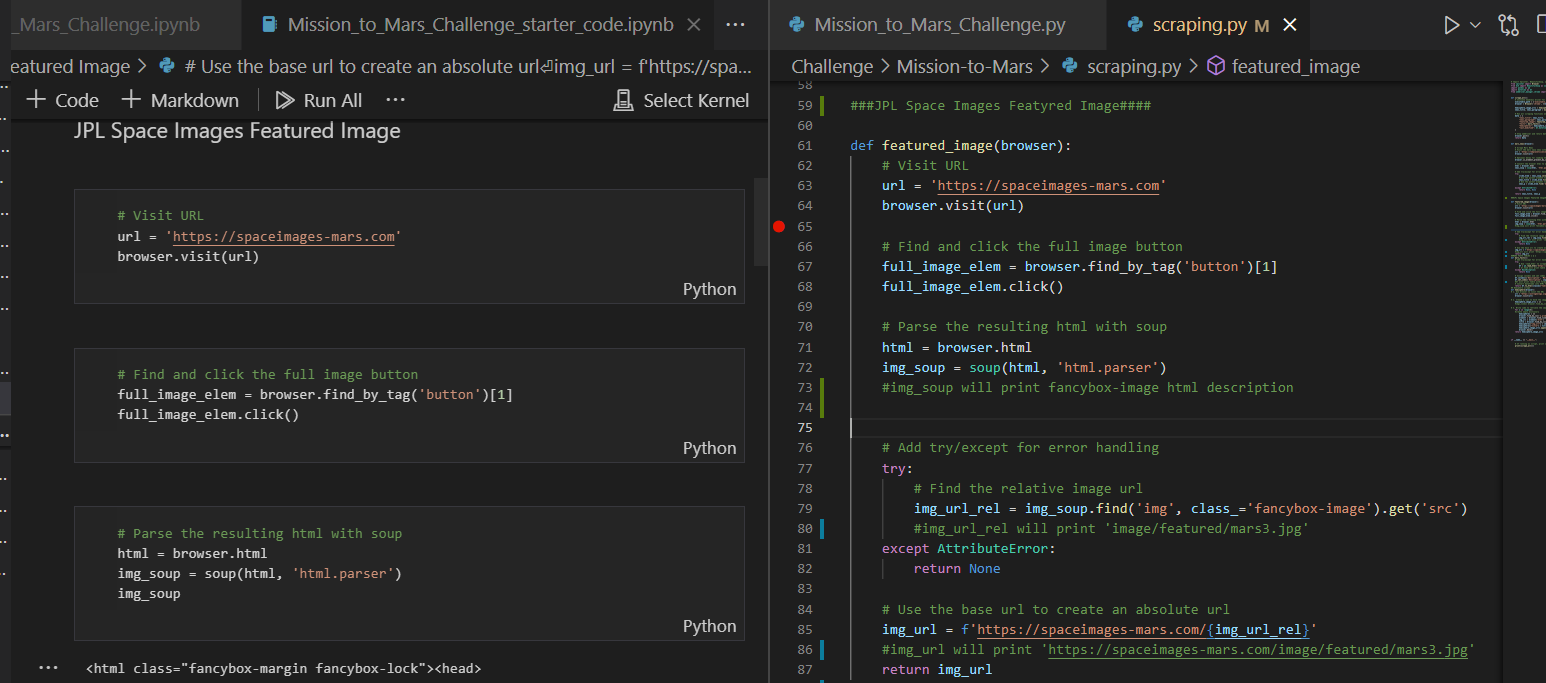 _Mars_Challenge.ipynb
Mission_to_Mars_Challenge_starter_code.ipynb
eatured Image > # Use the base url to create an absolute url⏎img_url = f'https://spa...
+ Code + Markdown Run All ... Select Kernel
JPL Space Images Featured Image
# Visit URL
url = 'https://spaceimages-mars.com'
browser.visit(url)
Python
# Find and click the full image button
full_image_elem = browser.find_by_tag('button')[1]
full_image_elem.click()
Python
# Parse the resulting html with soup
html = browser.html
img_soup = soup(html, 'html.parser')
img_soup
Python
... <html class="fancybox-margin fancybox-lock"><head>
Mission_to_Mars_Challenge.py
scraping.py M
Challenge > Mission-to-Mars > scraping.py > featured_image
58
59 ###JPL Space Images Featyred Image####
60
61 def featured_image(browser):
62 # Visit URL
63 url = 'https://spaceimages-mars.com'
64 browser.visit(url)
65
66 # Find and click the full image button
67 full_image_elem = browser.find_by_tag('button')[1]
68 full_image_elem.click()
69
70 # Parse the resulting html with soup
71 html = browser.html
72 img_soup = soup(html, 'html.parser')
73 #img_soup will print fancybox-image html description
74
75
76 # Add try/except for error handling
77 try:
78 # Find the relative image url
79 img_url_rel = img_soup.find('img', class_='fancybox-image').get('src')
80 #img_url_rel will print 'image/featured/mars3.jpg'
81 except AttributeError:
82 return None
83
84 # Use the base url to create an absolute url
85 img_url = f'https://spaceimages-mars.com/{img_url_rel}'
86 #img_url will print 'https://spaceimages-mars.com/image/featured/mars3.jpg'
87 return img_url